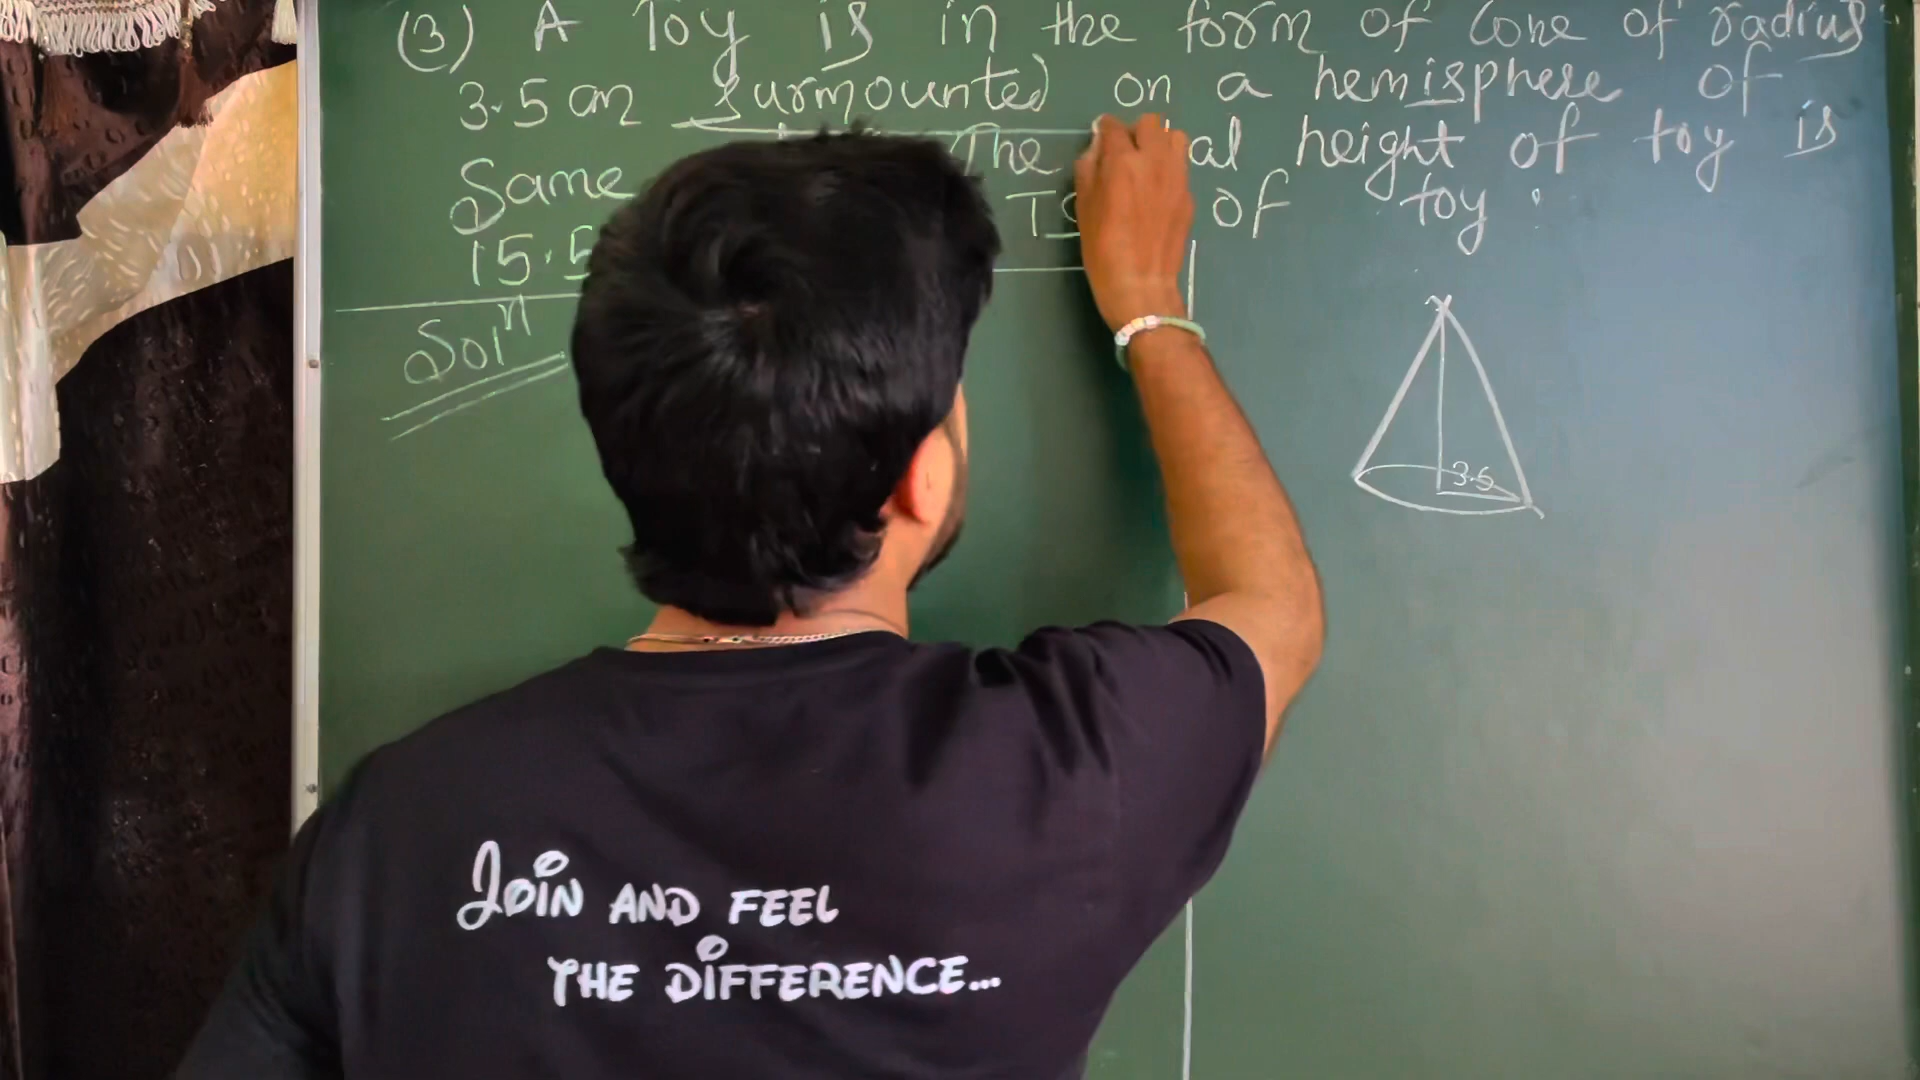 (3) A Toy is in the form of Cone of radius
3.5 cm surmounted on a hemisphere of
Same The al height of toy is
15.5 TS of toy :
Solⁿ
3.5
JOIN AND FEEL
THE DIFFERENCE...